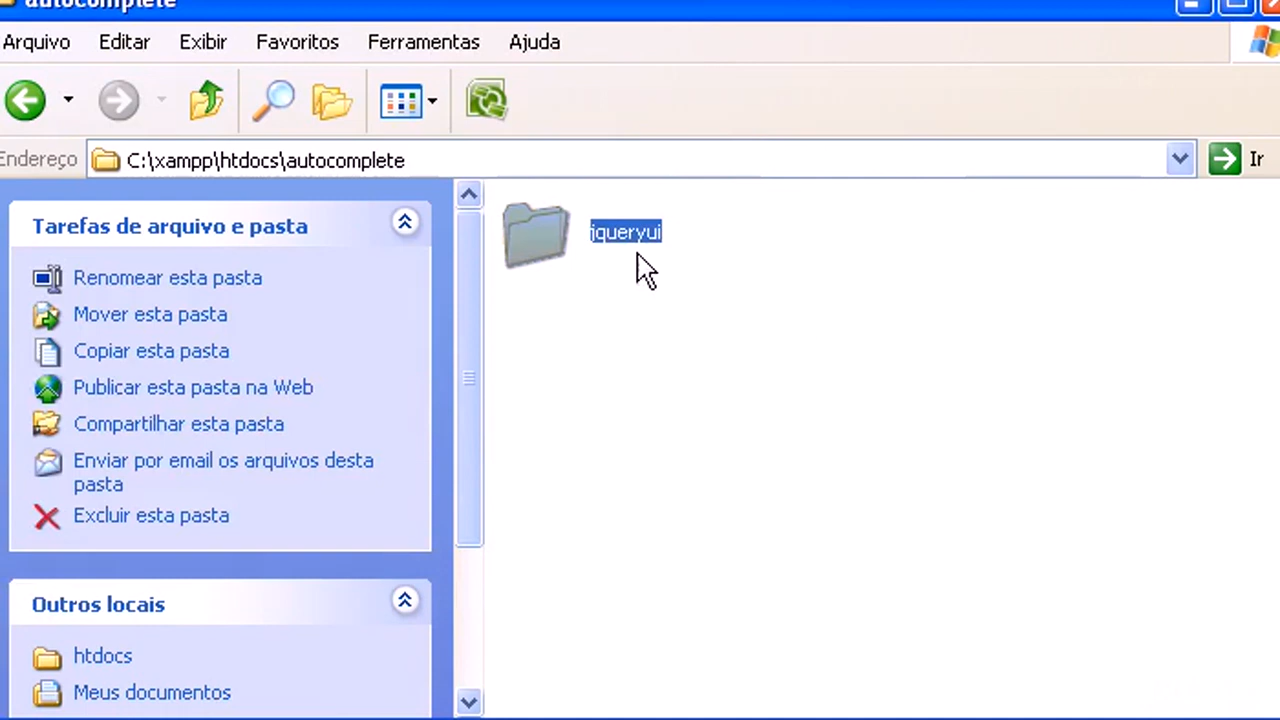 autocomplete
Arquivo Editar Exibir Favoritos Ferramentas Ajuda
Endereço C:\xampp\htdocs\autocomplete Ir
Tarefas de arquivo e pasta
jqueryui
Renomear esta pasta
Mover esta pasta
Copiar esta pasta
Publicar esta pasta na Web
Compartilhar esta pasta
Enviar por email os arquivos desta
pasta
Excluir esta pasta
Outros locais
htdocs
Meus documentos